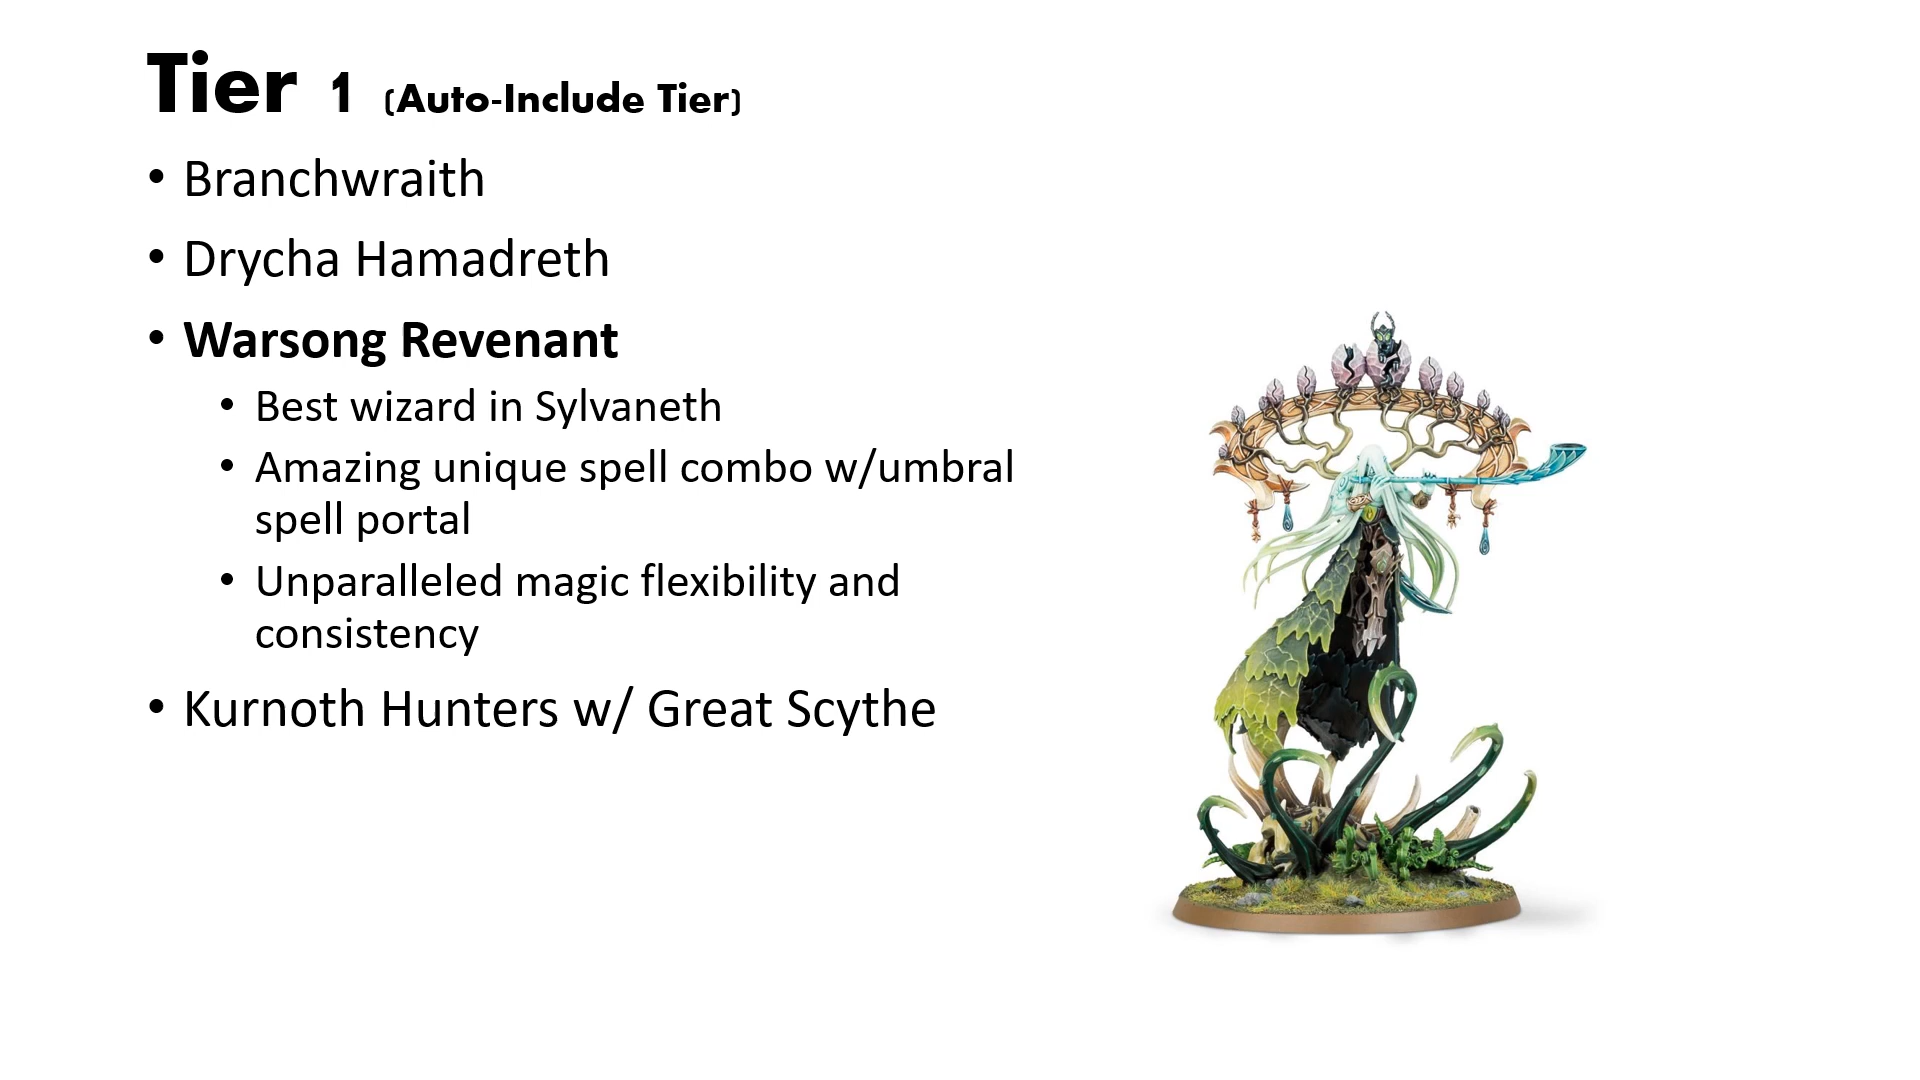 Tier 1 (Auto-Include Tier)
• Branchwraith
• Drycha Hamadreth
• Warsong Revenant
• Best wizard in Sylvaneth
• Amazing unique spell combo w/umbral
spell portal
• Unparalleled magic flexibility and
consistency
• Kurnoth Hunters w/ Great Scythe